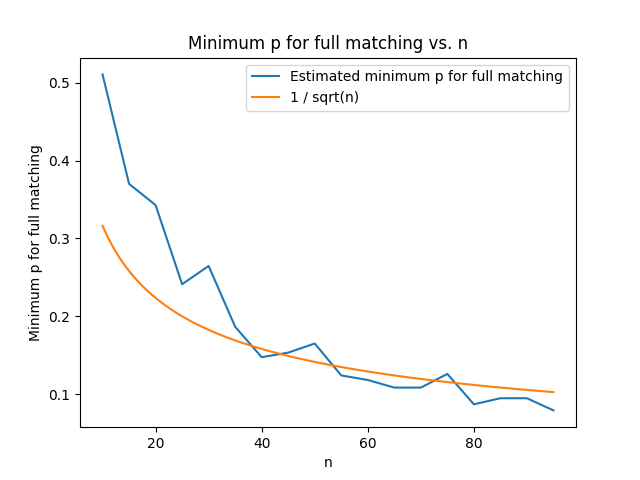 Minimum p for full matching vs. n
Estimated minimum p for full matching
1 / sqrt(n)
Minimum p for full matching
0.5
0.4
0.3
0.2
0.1
20 40 60 80
n